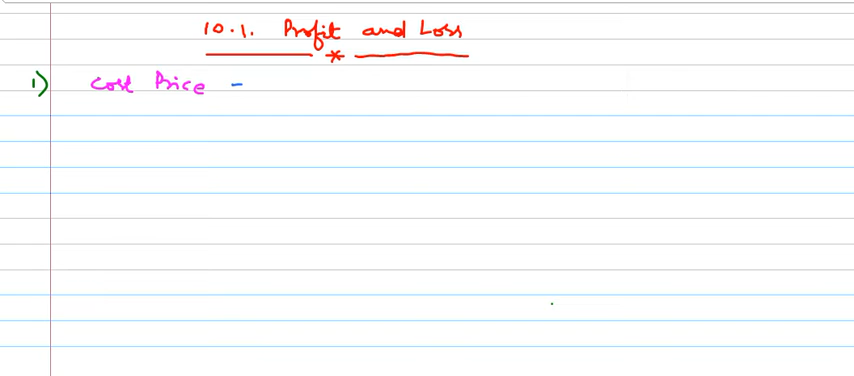 10.1. Profit and Loss
*
1) Cost Price -